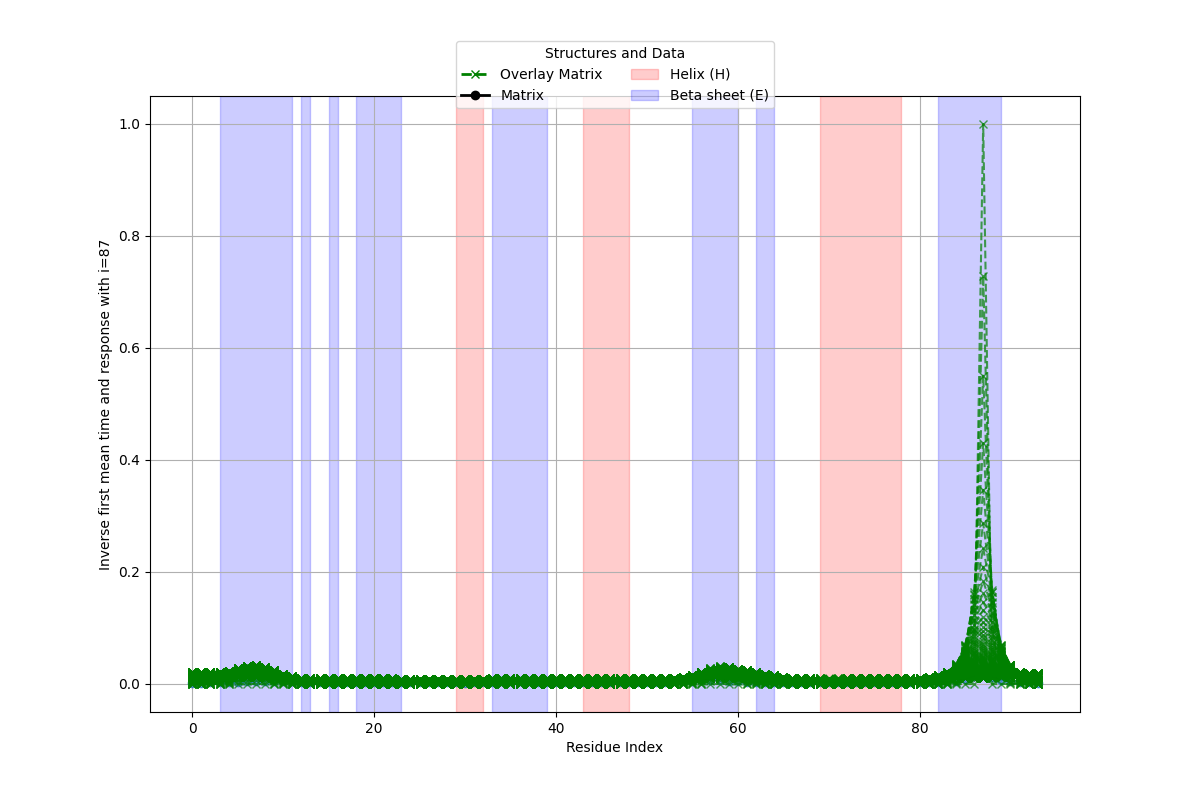 Structures and Data
Overlay Matrix
Helix (H)
Matrix
Beta sheet (E)
1.0
0.8
0.6
0.4
0.2
0.0
Inverse first mean time and response with i=87
0 20 40 60 80
Residue Index